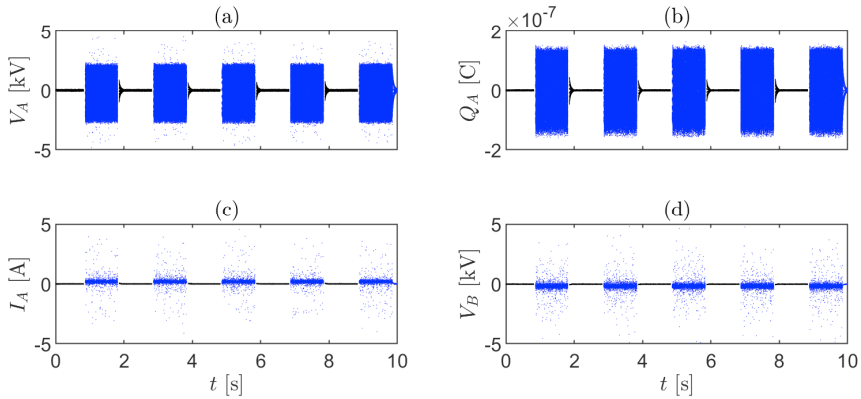 (a)
5
0
-5
V_A [kV]
(b)
×10^-7
2
0
-2
Q_A [C]
(c)
5
0
-5
I_A [A]
0 2 4 6 8 10
t [s]
(d)
5
0
-5
V_B [kV]
0 2 4 6 8 10
t [s]